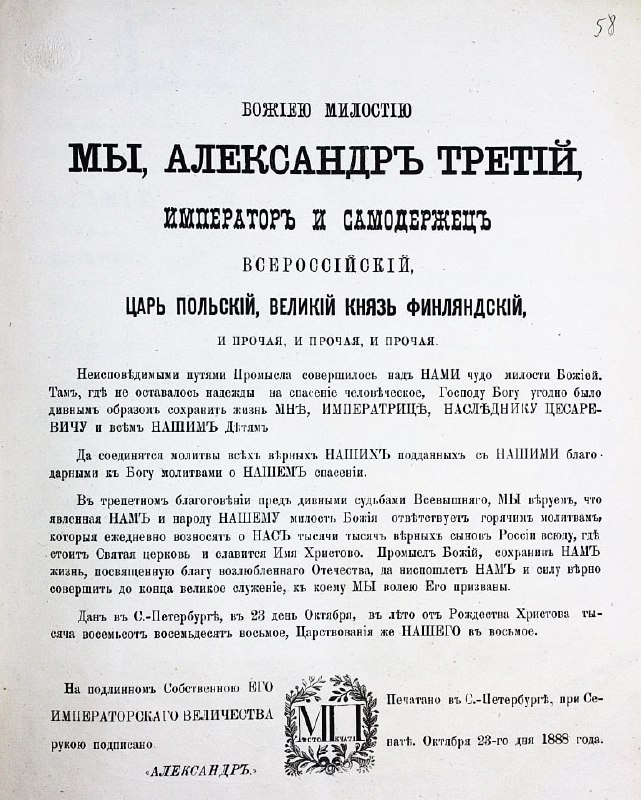 58
БОЖІЕЮ МИЛОСТІЮ
МЫ, АЛЕКСАНДРЪ ТРЕТІЙ,
ИМПЕРАТОРЪ И САМОДЕРЖЕЦЪ
ВСЕРОССІЙСКІЙ,
ЦАРЬ ПОЛЬСКІЙ, ВЕЛИКІЙ КНЯЗЬ ФИНЛЯНДСКІЙ,
И ПРОЧАЯ, И ПРОЧАЯ, И ПРОЧАЯ.
Неисповѣдимыми путями Промысла совершилось надъ НАМИ чудо милости Божіей.
Тамъ, гдѣ не оставалось надежды на спасеніе человѣческое, Господу Богу угодно было
дивнымъ образомъ сохранить жизнь МНѢ, ИМПЕРАТРИЦѢ, НАСЛѢДНИКУ ЦЕСАРЕ-
ВИЧУ и всѣмъ НАШИМЪ Дѣтямъ
Да соединятся молитвы всѣхъ вѣрныхъ НАШИХЪ подданныхъ съ НАШИМИ благо-
дарными къ Богу молитвами о НАШЕМЪ спасеніи.
Въ трепетномъ благоговѣніи предъ дивными судьбами Всевышняго, МЫ вѣруемъ, что
явленная НАМЪ и народу НАШЕМУ милость Божія отвѣтствуетъ горячимъ молитвамъ,
которыя ежедневно возносятъ о НАСЪ тысячи тысячъ вѣрныхъ сыновъ Россіи всюду, гдѣ
стоитъ Святая церковь и славится Имя Христово. Промыслъ Божій, сохранивъ НАМЪ
жизнь, посвященную благу возлюбленнаго Отечества, да ниспошлетъ НАМЪ и силу вѣрно
совершить до конца великое служеніе, къ коему МЫ волею Его призваны.
Данъ въ С.-Петербургѣ, въ 23 день Октября, въ лѣто отъ Рождества Христова ты-
сяча восемьсотъ восемьдесятъ восьмое, Царствованія же НАШЕГО въ восьмое.
На подлинномъ Собственною ЕГО
ИМПЕРАТОРСКАГО ВЕЛИЧЕСТВА
рукою подписано.
«АЛЕКСАНДРЪ.»
МѢСТО ПЕЧАТИ
Печатано въ С.-Петербургѣ, при Се-
натѣ. Октября 23-го дня 1888 года.